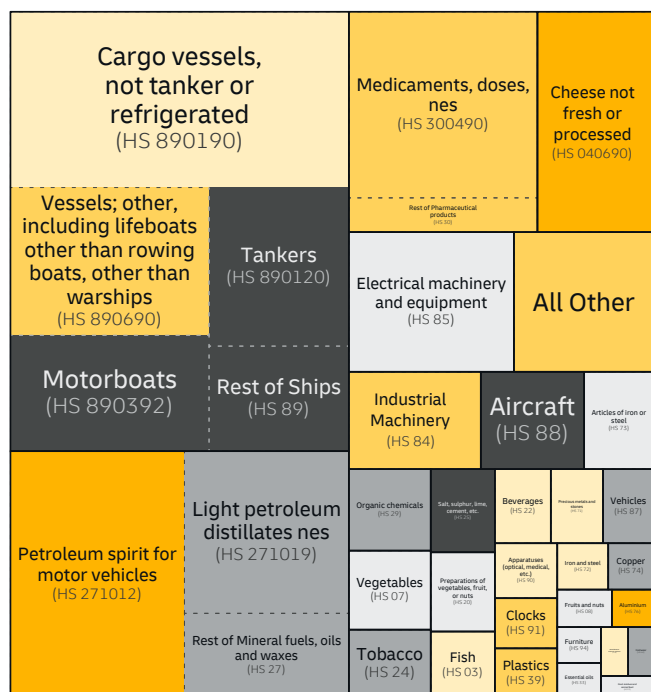 Cargo vessels,
not tanker or
refrigerated
(HS 890190)
Vessels; other,
including lifeboats
other than rowing
boats, other than
warships
(HS 890690)
Tankers
(HS 890120)
Motorboats
(HS 890392)
Rest of Ships
(HS 89)
Petroleum spirit for
motor vehicles
(HS 271012)
Light petroleum
distillates nes
(HS 271019)
Rest of Mineral fuels, oils
and waxes
(HS 27)
Medicaments, doses,
nes
(HS 300490)
Rest of Pharmaceutical
products
(HS 30)
Cheese not
fresh or
processed
(HS 040690)
Electrical machinery
and equipment
(HS 85)
All Other
Industrial
Machinery
(HS 84)
Aircraft
(HS 88)
Articles of iron or
steel
(HS 73)
Organic chemicals
(HS 29)
Salt, sulphur, lime,
cement, etc.
(HS 25)
Beverages
(HS 22)
Precious metals and
stones
(HS 71)
Vehicles
(HS 87)
Vegetables
(HS 07)
Preparations of
vegetables, fruit,
or nuts
(HS 20)
Apparatuses
(optical, medical,
etc.)
(HS 90)
Iron and steel
(HS 72)
Copper
(HS 74)
Clocks
(HS 91)
Fruits and nuts
(HS 08)
Aluminium
(HS 76)
Tobacco
(HS 24)
Fish
(HS 03)
Plastics
(HS 39)
Furniture
(HS 94)
Essential oils
(HS 33)